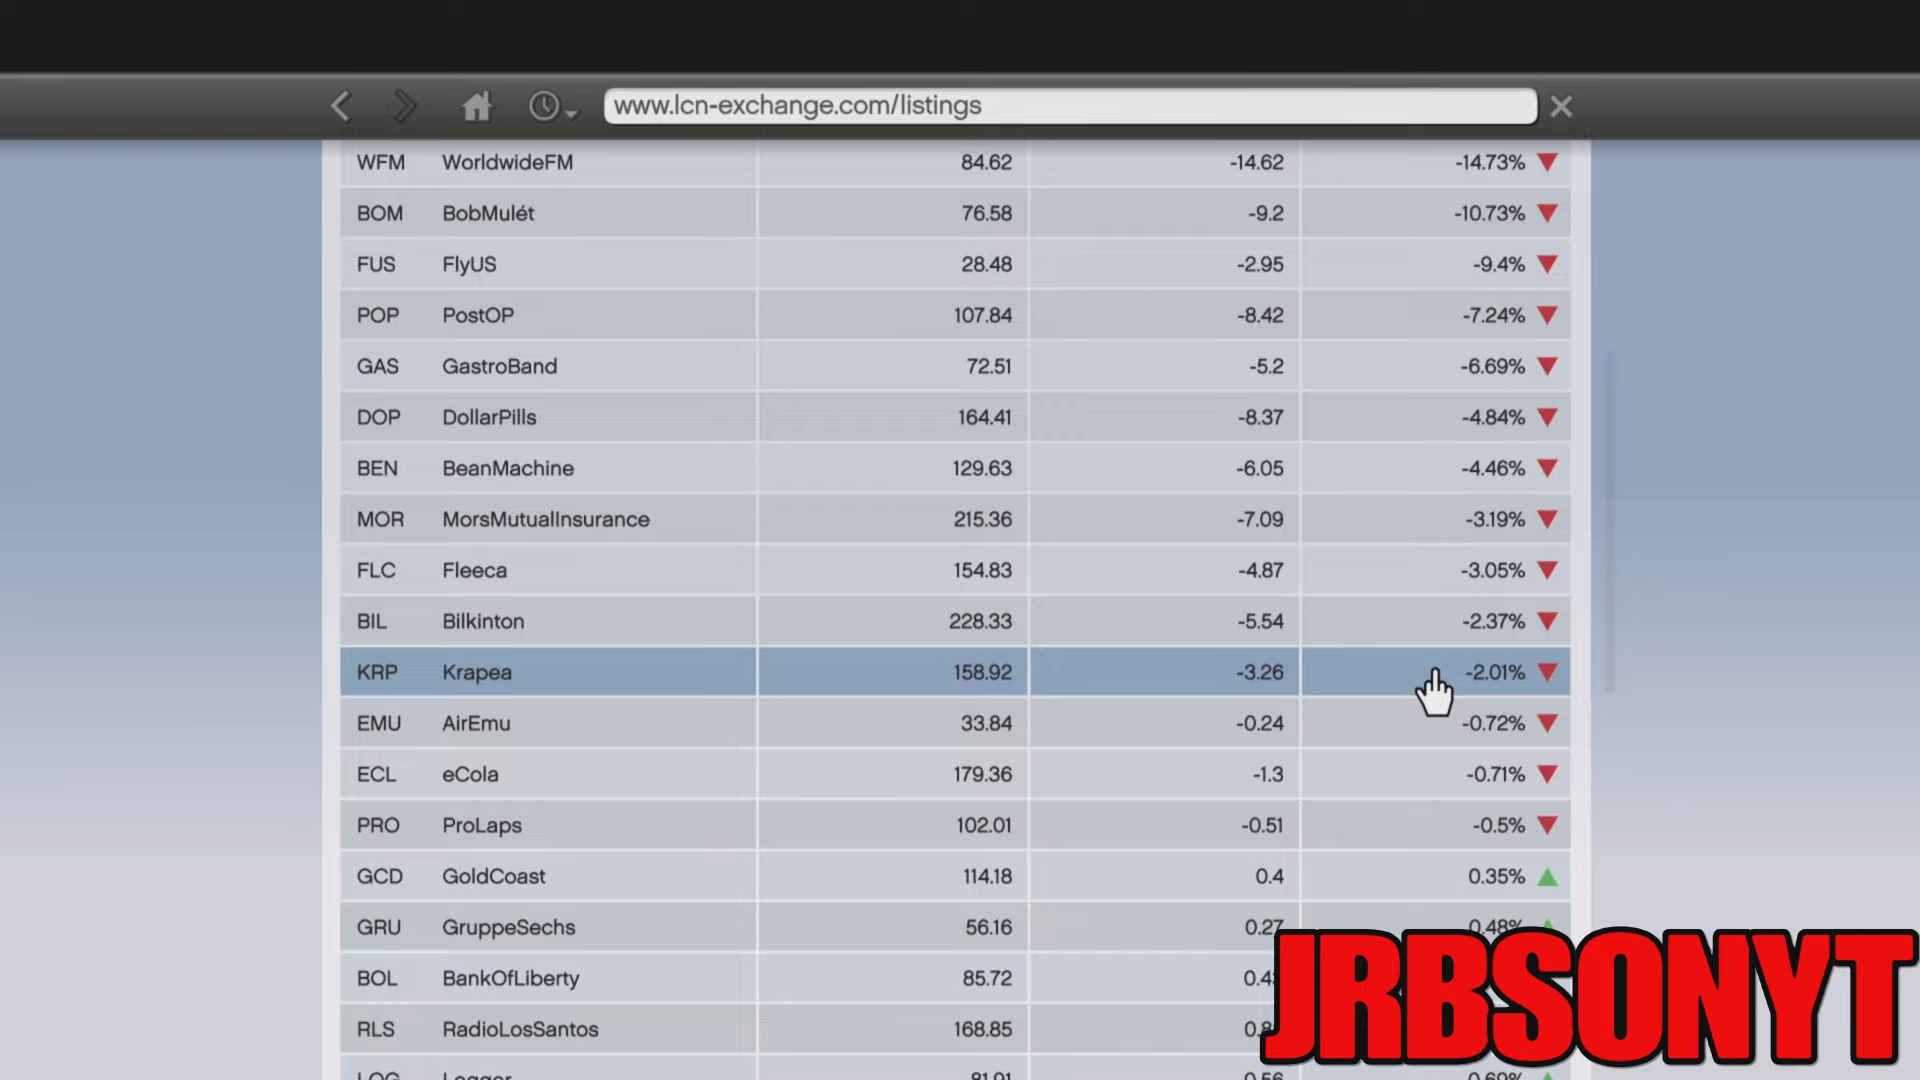 www.lcn-exchange.com/listings
WFM WorldwideFM 84.62 -14.62 -14.73%
BOM BobMulét 76.58 -9.2 -10.73%
FUS FlyUS 28.48 -2.95 -9.4%
POP PostOP 107.84 -8.42 -7.24%
GAS GastroBand 72.51 -5.2 -6.69%
DOP DollarPills 164.41 -8.37 -4.84%
BEN BeanMachine 129.63 -6.05 -4.46%
MOR MorsMutualInsurance 215.36 -7.09 -3.19%
FLC Fleeca 154.83 -4.87 -3.05%
BIL Bilkinton 228.33 -5.54 -2.37%
KRP Krapea 158.92 -3.26 -2.01%
EMU AirEmu 33.84 -0.24 -0.72%
ECL eCola 179.36 -1.3 -0.71%
PRO ProLaps 102.01 -0.51 -0.5%
GCD GoldCoast 114.18 0.4 0.35%
GRU GruppeSechs 56.16 0.27 0.48%
BOL BankOfLiberty 85.72
RLS RadioLosSantos 168.85
JRBSONYT